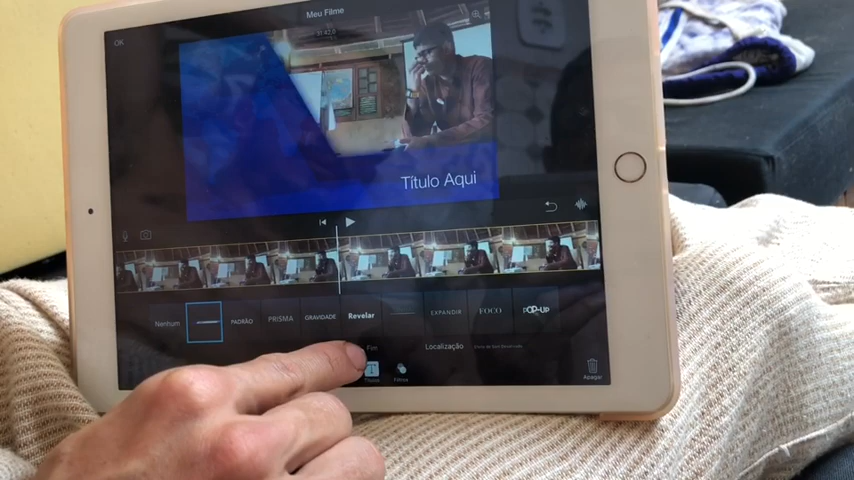 Meu Filme
OK
Título Aqui
Nenhum
PADRÃO
PRISMA
GRAVIDADE
Revelar
EXPANDIR
FOCO
POP-UP
Fim
Localização
Títulos
Filtros
Apagar